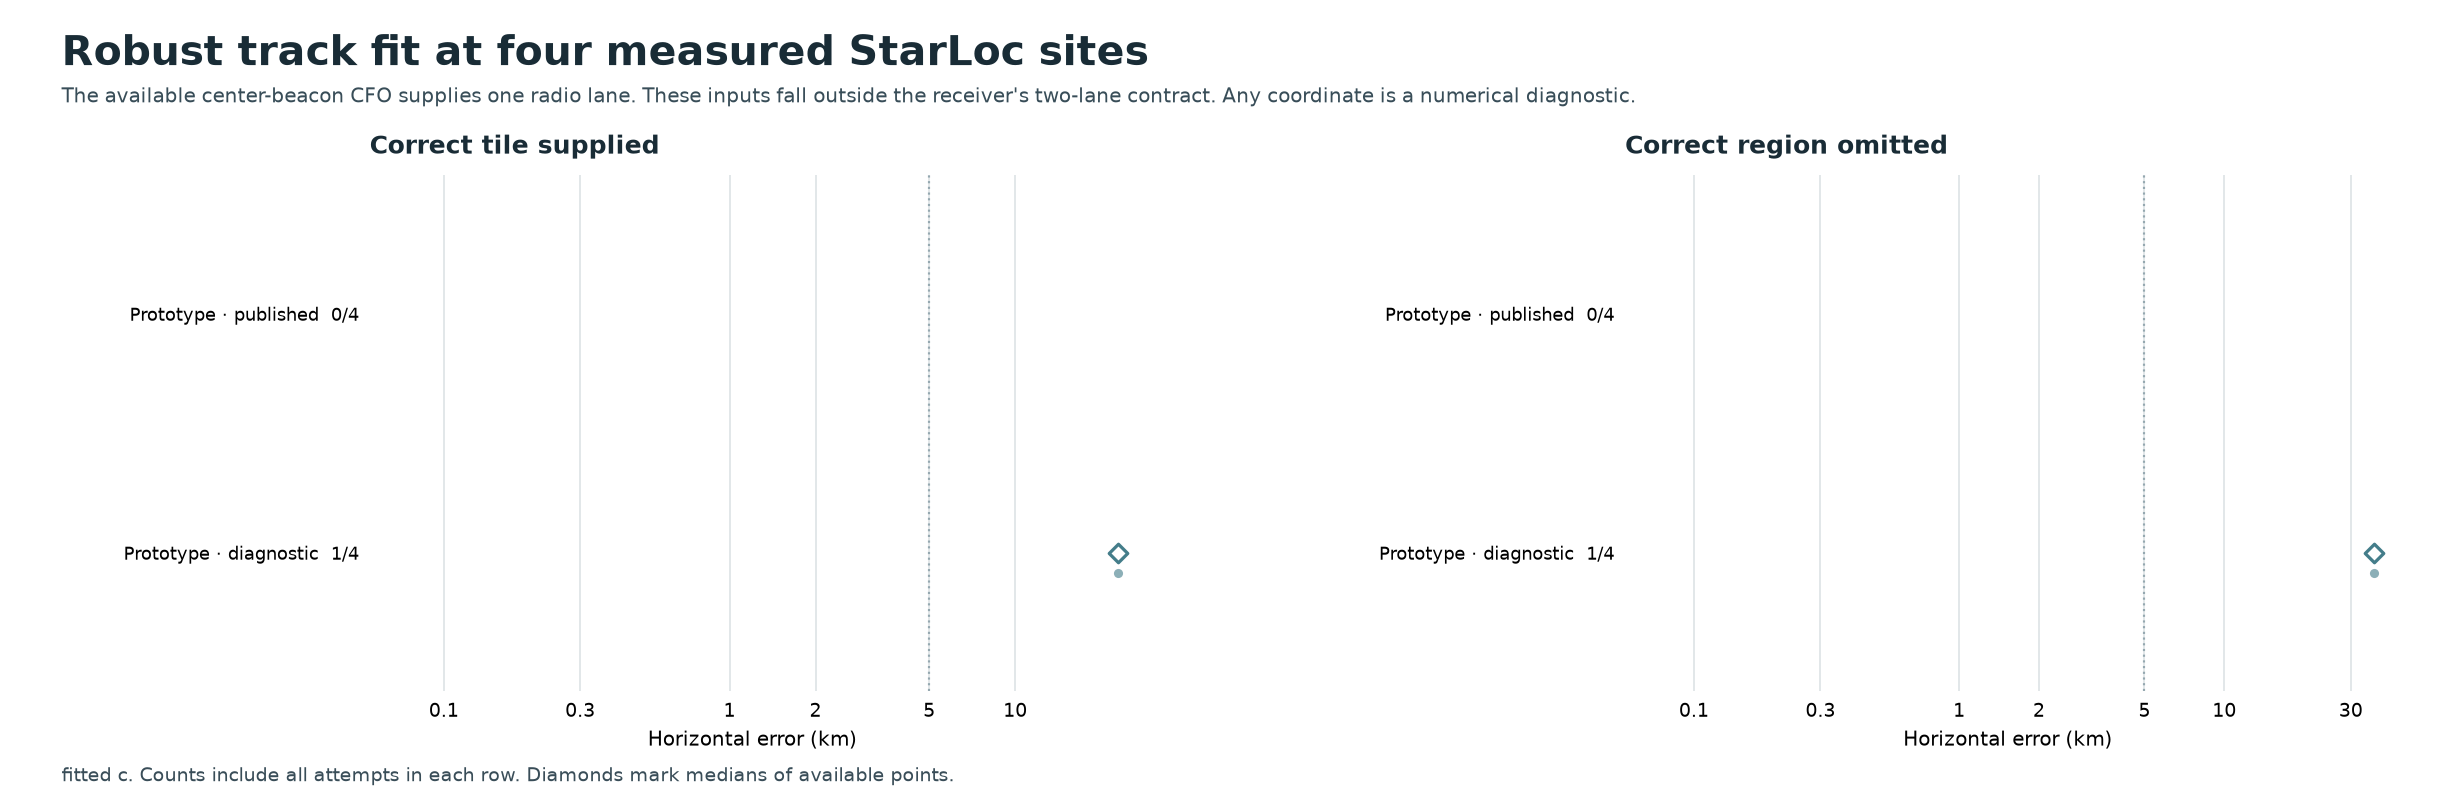 Robust track fit at four measured StarLoc sites
The available center-beacon CFO supplies one radio lane. These inputs fall outside the receiver's two-lane contract. Any coordinate is a numerical diagnostic.
Correct tile supplied
Prototype · published 0/4
Prototype · diagnostic 1/4
0.1 0.3 1 2 5 10
Horizontal error (km)
Correct region omitted
Prototype · published 0/4
Prototype · diagnostic 1/4
0.1 0.3 1 2 5 10 30
Horizontal error (km)
fitted c. Counts include all attempts in each row. Diamonds mark medians of available points.